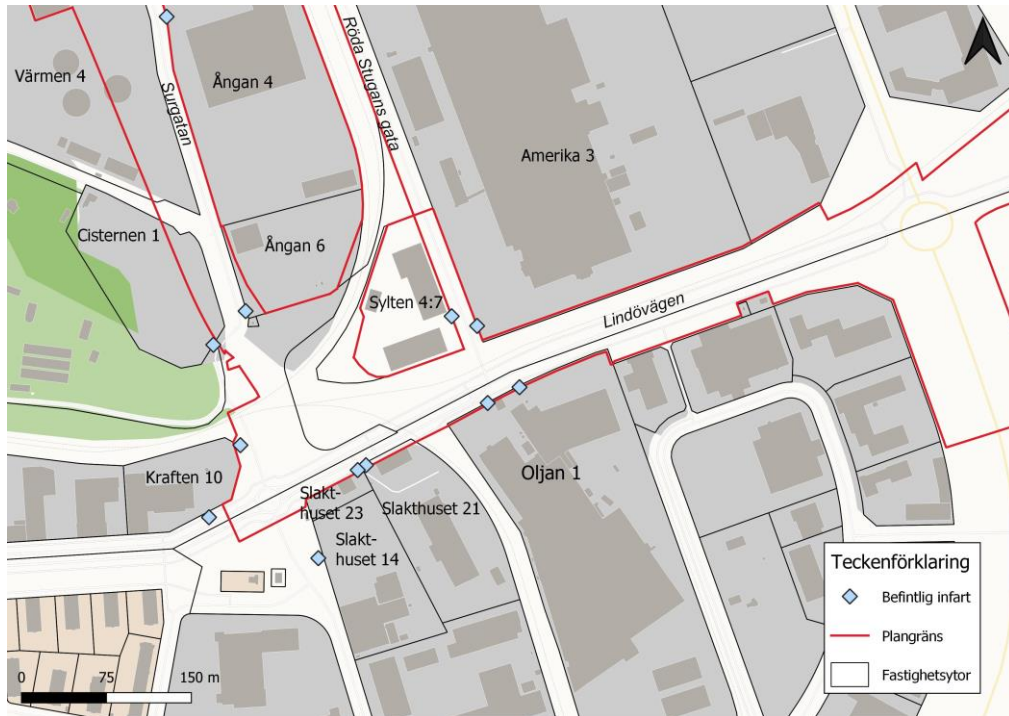 Värmen 4
Surgatan
Ångan 4
Röda Stugans gata
Amerika 3
Cisternen 1
Ångan 6
Sylten 4:7
Lindövägen
Kraften 10
Oljan 1
Slakt-
huset 23
Slakthuset 21
Slakt-
huset 14
Teckenförklaring
Befintlig infart
Plangräns
Fastighetsytor
0 75 150 m